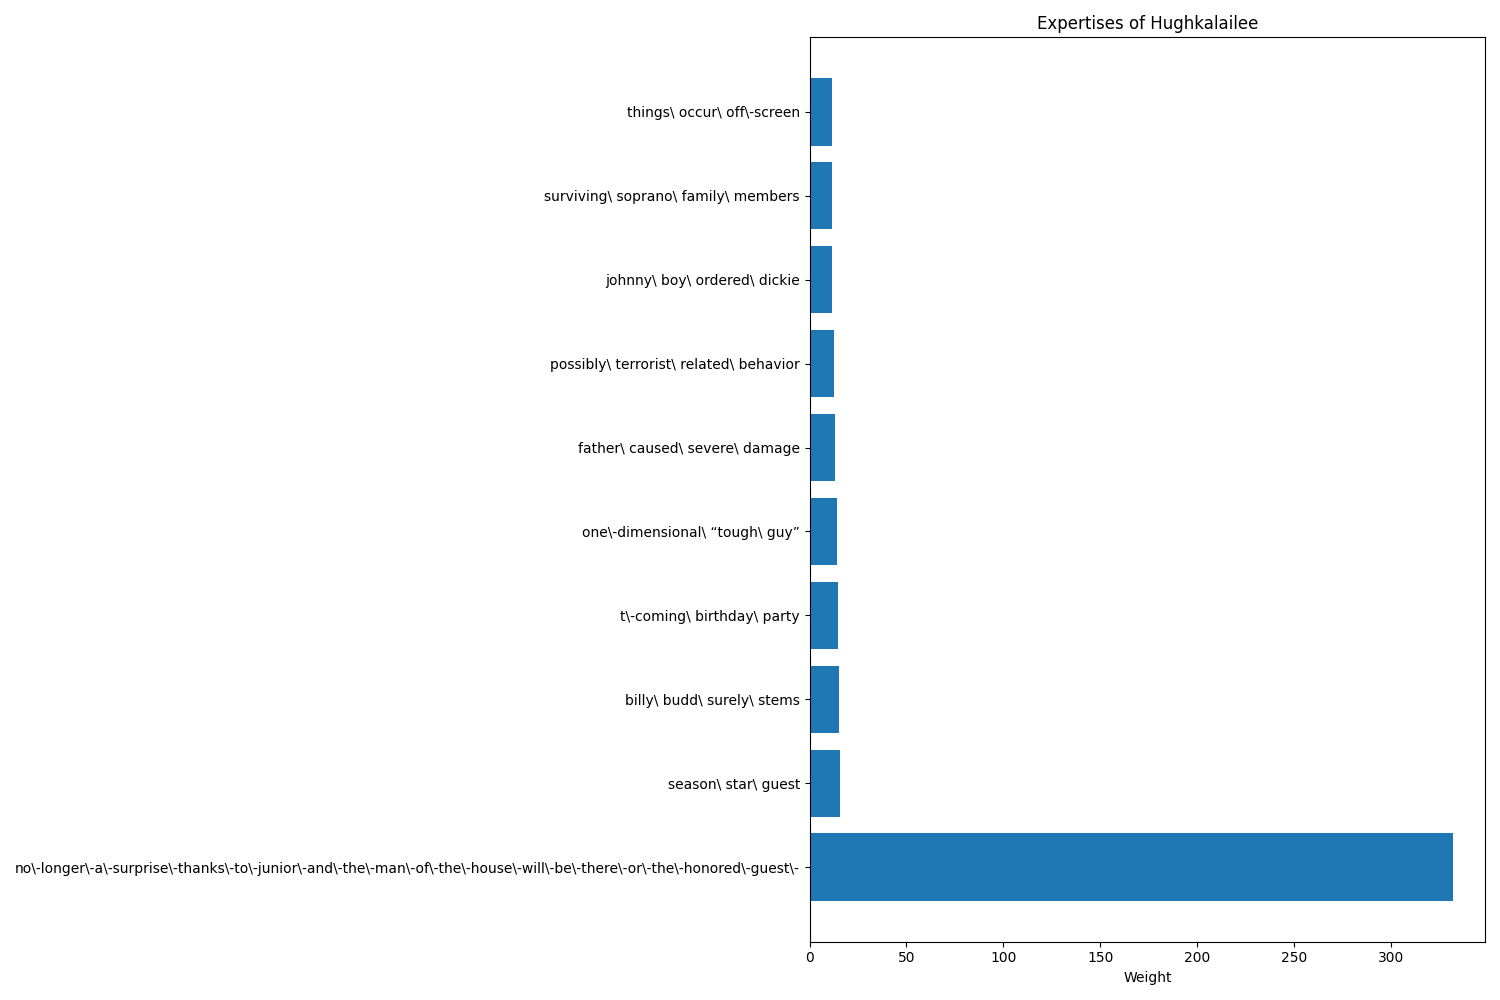 Expertises of Hughkalailee
things\ occur\ off\-screen
surviving\ soprano\ family\ members
johnny\ boy\ ordered\ dickie
possibly\ terrorist\ related\ behavior
father\ caused\ severe\ damage
one\-dimensional\ “tough\ guy”
t\-coming\ birthday\ party
billy\ budd\ surely\ stems
season\ star\ guest
no\-longer\-a\-surprise\-thanks\-to\-junior\-and\-the\-man\-of\-the\-house\-will\-be\-there\-or\-the\-honored\-guest\-
0 50 100 150 200 250 300
Weight